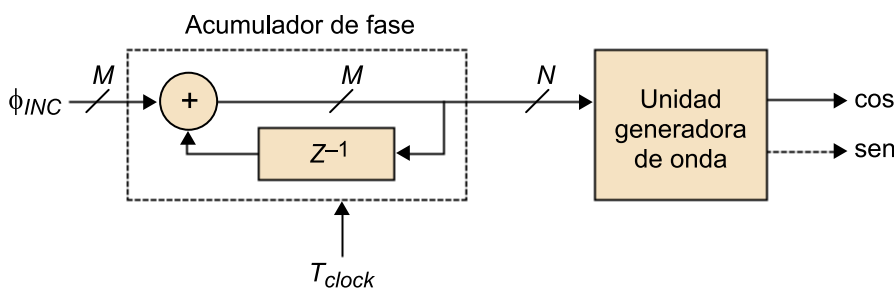 Acumulador de fase
ϕINC
M
+
M
Z–1
N
Unidad
generadora
de onda
cos
sen
Tclock